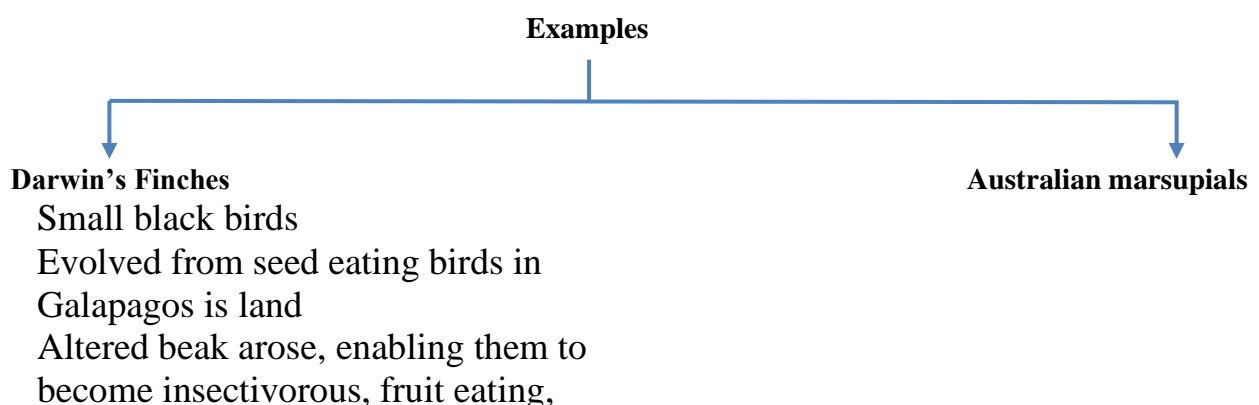 Examples
Darwin’s Finches
Australian marsupials
Small black birds
Evolved from seed eating birds in
Galapagos is land
Altered beak arose, enabling them to
become insectivorous, fruit eating,